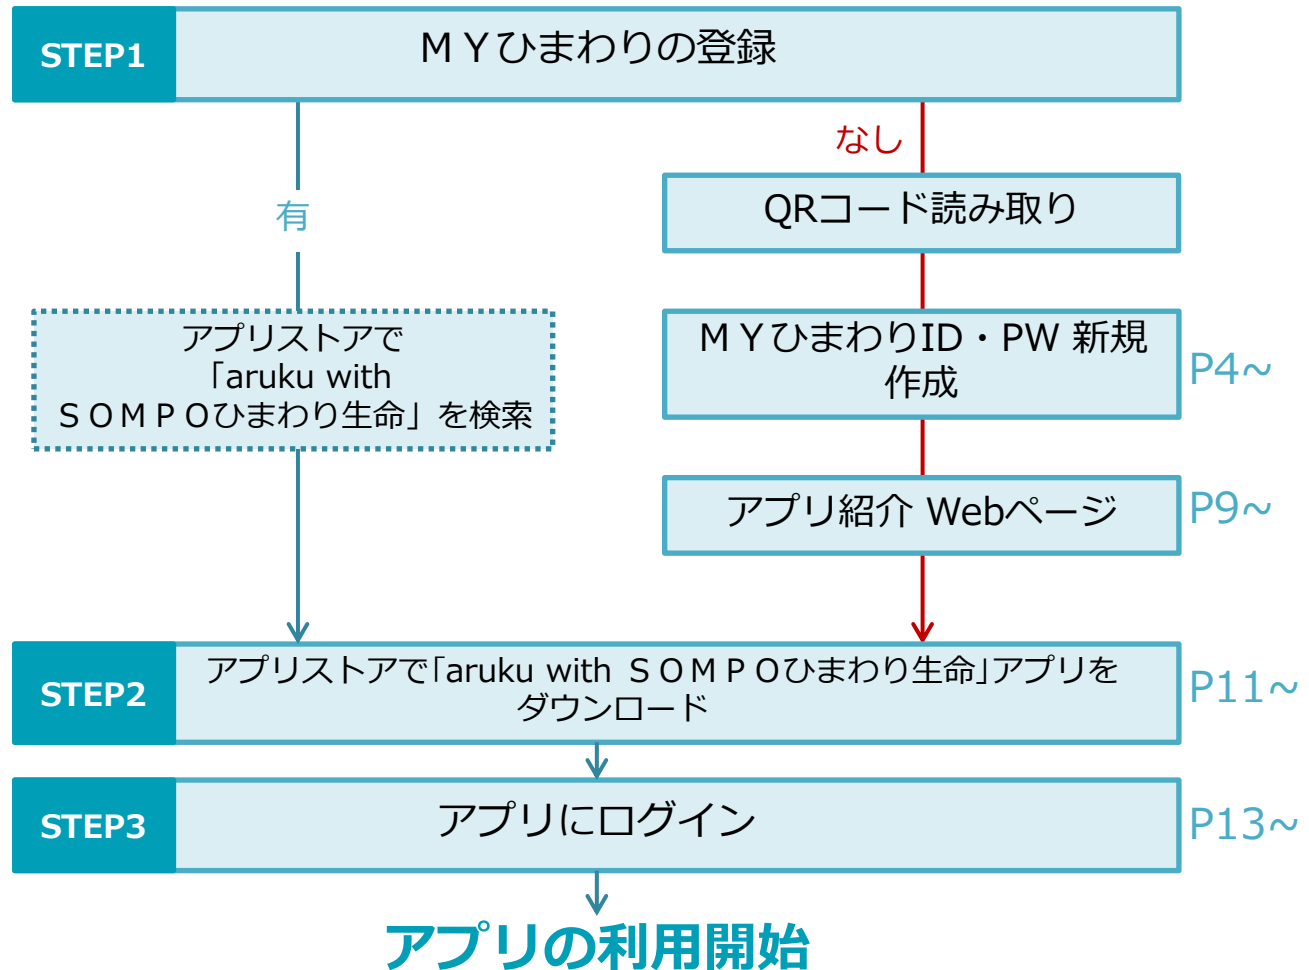 STEP1
ＭＹひまわりの登録
なし
QRコード読み取り
有
アプリストアで
「aruku with
ＳＯＭＰＯひまわり生命」を検索
ＭＹひまわりID・PW 新規
作成
P4~
アプリ紹介 Webページ
P9~
STEP2
アプリストアで｢aruku with ＳＯＭＰＯひまわり生命｣アプリを
ダウンロード
P11~
STEP3
アプリにログイン
P13~
アプリの利用開始